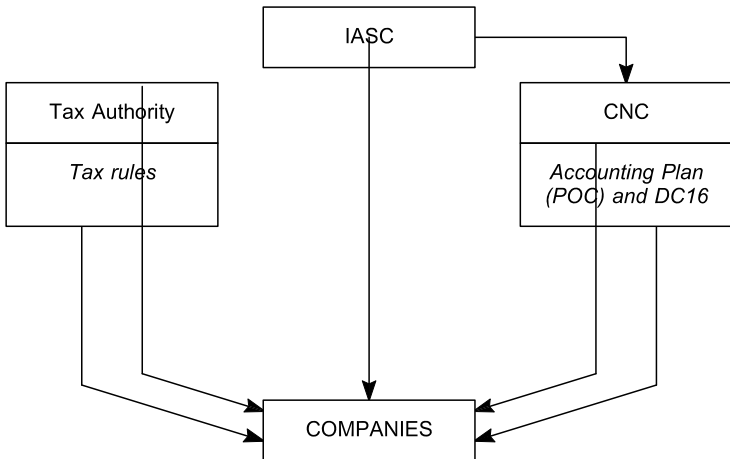 IASC
Tax Authority
Tax rules
CNC
Accounting Plan
(POC) and DC16
COMPANIES